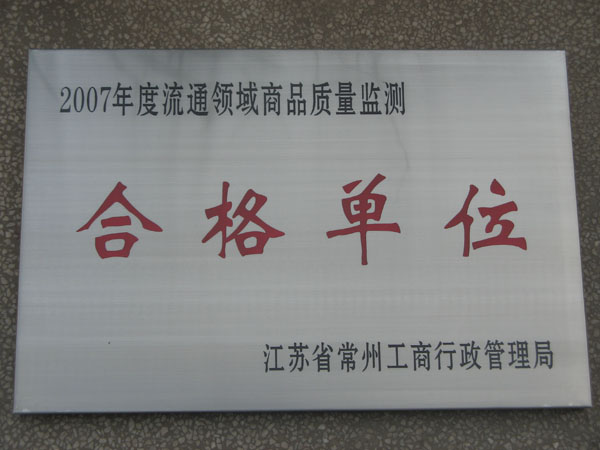 2007年度流通领域商品质量监测
合格单位
江苏省常州工商行政管理局